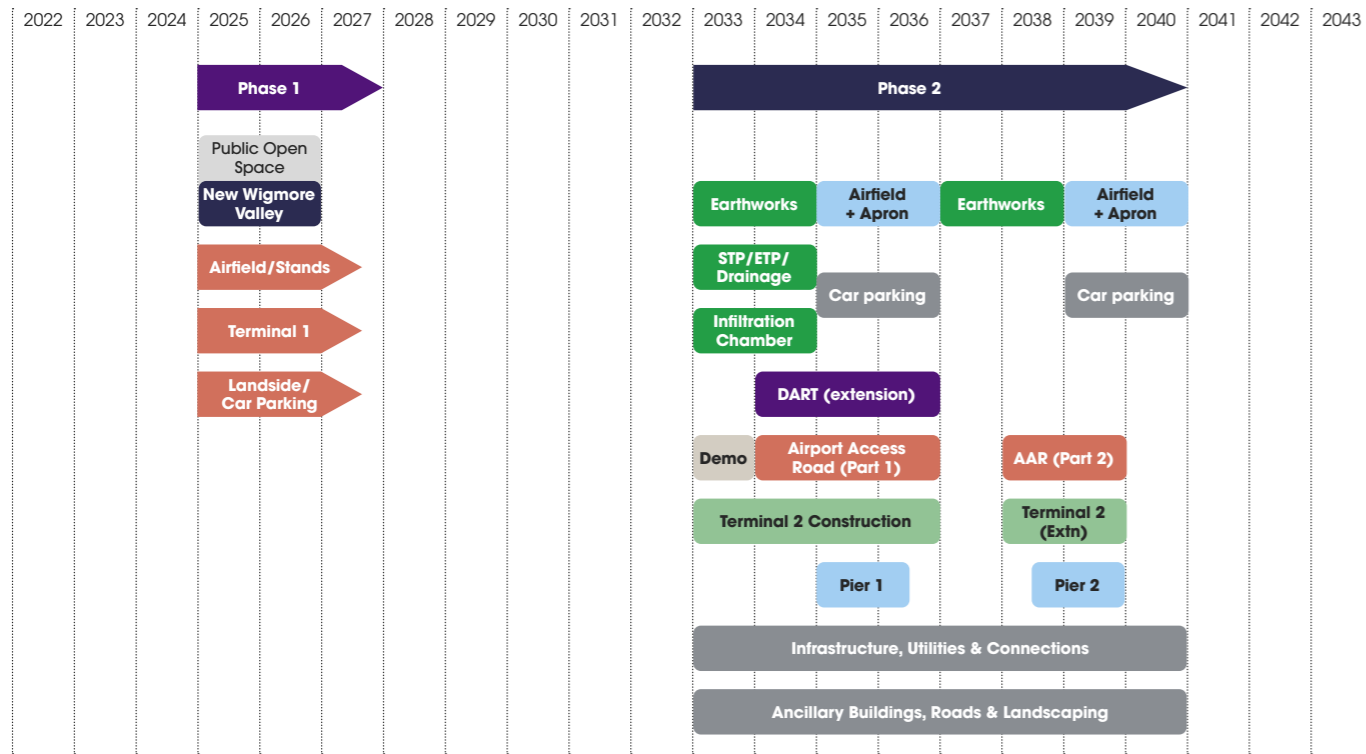 2022 2023 2024 2025 2026 2027 2028 2029 2030 2031 2032 2033 2034 2035 2036 2037 2038 2039 2040 2041 2042 2043
Phase 1
Phase 2
Public Open
Space
New Wigmore
Valley
Earthworks
Airfield
+ Apron
Earthworks
Airfield
+ Apron
Airfield/Stands
STP/ETP/
Drainage
Car parking
Car parking
Terminal 1
Infiltration
Chamber
Landside/
Car Parking
DART (extension)
Demo
Airport Access
Road (Part 1)
AAR (Part 2)
Terminal 2 Construction
Terminal 2
(Extn)
Pier 1
Pier 2
Infrastructure, Utilities & Connections
Ancillary Buildings, Roads & Landscaping